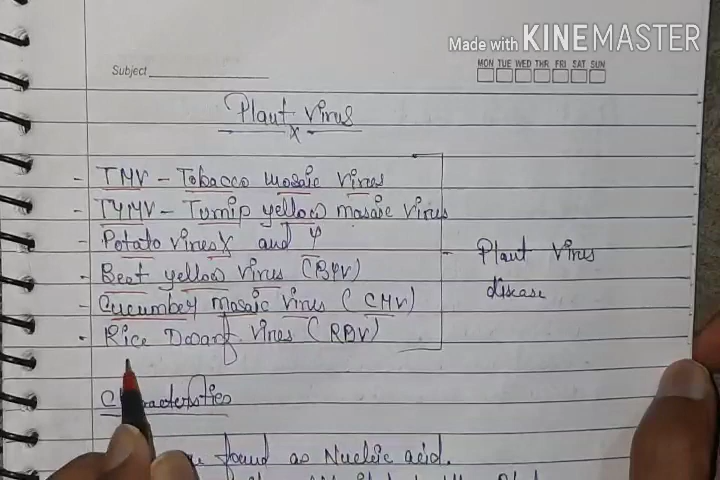 Made with KINEMASTER
Subject
MON TUE WED THR FRI SAT SUN
Plant Virus
x
- TMV - Tobacco mosaic Virus
- TYMV - Turnip yellow mosaic virus
- Potato virus X and Y
- Beet yellow virus (BYV)
- Cucumber mosaic virus (CMV)
- Rice Dwarf Virus (RDV)
- Plant Virus
disease
Characteristics
found as Nucleic acid.